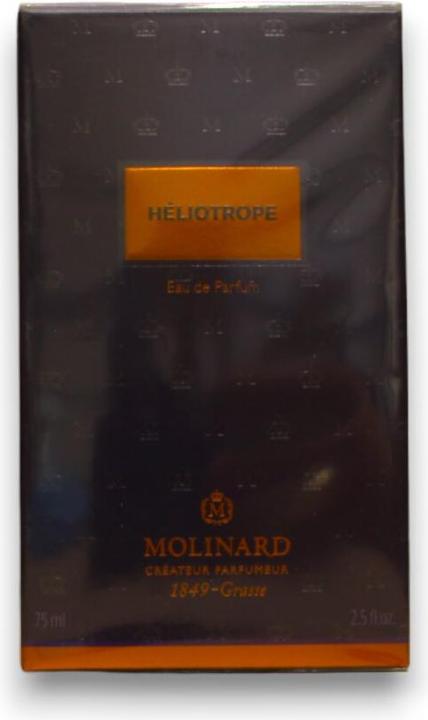 HÉLIOTROPE
Eau de Parfum
M
MOLINARD
CRÉATEUR PARFUMEUR
1849-Grasse
75 ml 2.5 fl.oz.